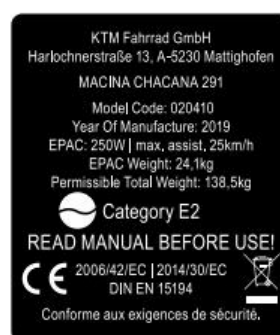 KTM Fahrrad GmbH
Harlochnerstraße 13, A-5230 Mattighofen
MACINA CHACANA 291
Model Code: 020410
Year Of Manufacture: 2019
EPAC: 250W | max, assist, 25km/h
EPAC Weight: 24,1kg
Permissible Total Weight: 138,5kg
Category E2
READ MANUAL BEFORE USE!
CE 2006/42/EC | 2014/30/EC
DIN EN 15194
Conforme aux exigences de sécurité.